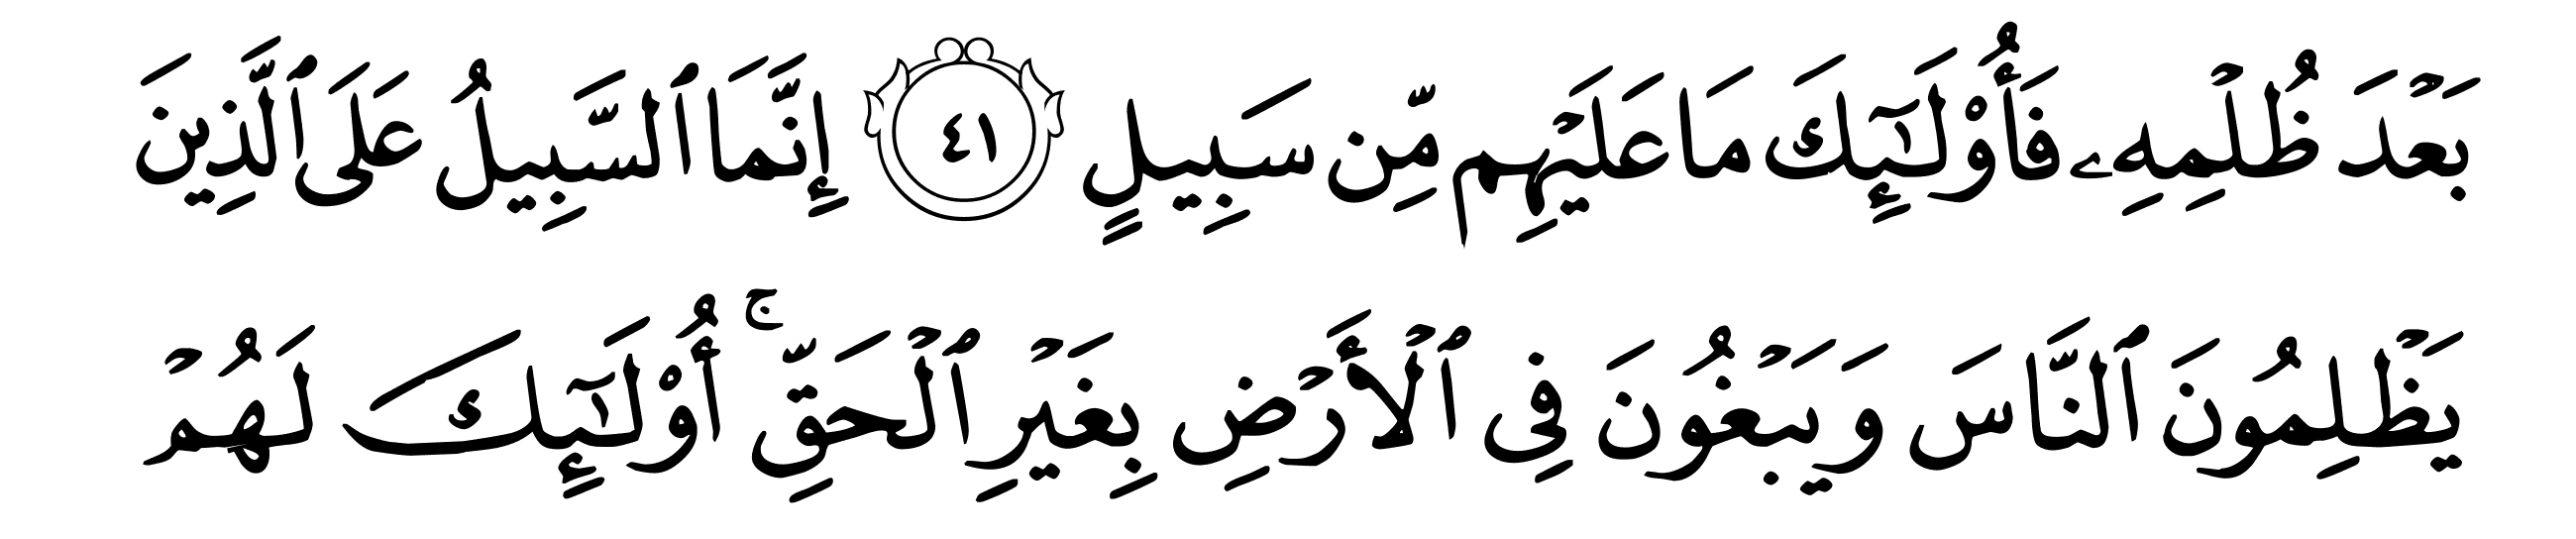 بَعۡدَ ظُلۡمِهِۦ فَأُوْلَٰٓئِكَ مَا عَلَيۡهِم مِّن سَبِيلٍ ٤١ إِنَّمَا ٱلسَّبِيلُ عَلَى ٱلَّذِينَ
يَظۡلِمُونَ ٱلنَّاسَ وَيَبۡغُونَ فِي ٱلۡأَرۡضِ بِغَيۡرِ ٱلۡحَقِّۚ أُوْلَٰٓئِكَ لَهُمۡ